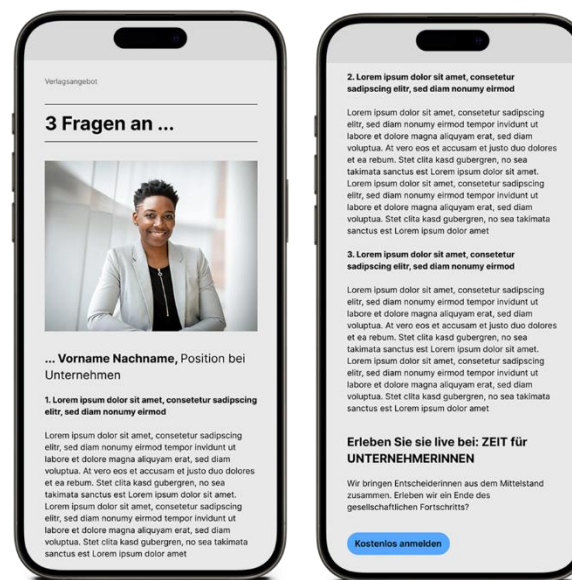 Verlagsangebot
3 Fragen an ...
... Vorname Nachname, Position bei
Unternehmen
1. Lorem ipsum dolor sit amet, consetetur sadipscing
elitr, sed diam nonumy eirmod
Lorem ipsum dolor sit amet, consetetur sadipscing
elitr, sed diam nonumy eirmod tempor invidunt ut
labore et dolore magna aliquyam erat, sed diam
voluptua. At vero eos et accusam et justo duo dolores
et ea rebum. Stet clita kasd gubergren, no sea
takimata sanctus est Lorem ipsum dolor sit amet.
Lorem ipsum dolor sit amet, consetetur sadipscing
elitr, sed diam nonumy eirmod tempor invidunt ut
labore et dolore magna aliquyam erat, sed diam
voluptua. Stet clita kasd gubergren, no sea takimata
sanctus est Lorem ipsum dolor amet
2. Lorem ipsum dolor sit amet, consetetur
sadipscing elitr, sed diam nonumy eirmod
Lorem ipsum dolor sit amet, consetetur sadipscing
elitr, sed diam nonumy eirmod tempor invidunt ut
labore et dolore magna aliquyam erat, sed diam
voluptua. At vero eos et accusam et justo duo dolores
et ea rebum. Stet clita kasd gubergren, no sea
takimata sanctus est Lorem ipsum dolor sit amet.
Lorem ipsum dolor sit amet, consetetur sadipscing
elitr, sed diam nonumy eirmod tempor invidunt ut
labore et dolore magna aliquyam erat, sed diam
voluptua. Stet clita kasd gubergren, no sea takimata
sanctus est Lorem ipsum dolor amet
3. Lorem ipsum dolor sit amet, consetetur
sadipscing elitr, sed diam nonumy eirmod
Lorem ipsum dolor sit amet, consetetur sadipscing
elitr, sed diam nonumy eirmod tempor invidunt ut
labore et dolore magna aliquyam erat, sed diam
voluptua. At vero eos et accusam et justo duo dolores
et ea rebum. Stet clita kasd gubergren, no sea
takimata sanctus est Lorem ipsum dolor sit amet.
Lorem ipsum dolor sit amet, consetetur sadipscing
elitr, sed diam nonumy eirmod tempor invidunt ut
labore et dolore magna aliquyam erat, sed diam
voluptua. Stet clita kasd gubergren, no sea takimata
sanctus est Lorem ipsum dolor amet
Erleben Sie sie live bei: ZEIT für
UNTERNEHMERINNEN
Wir bringen Entscheiderinnen aus dem Mittelstand
zusammen. Erleben wir ein Ende des
gesellschaftlichen Fortschritts?
Kostenlos anmelden